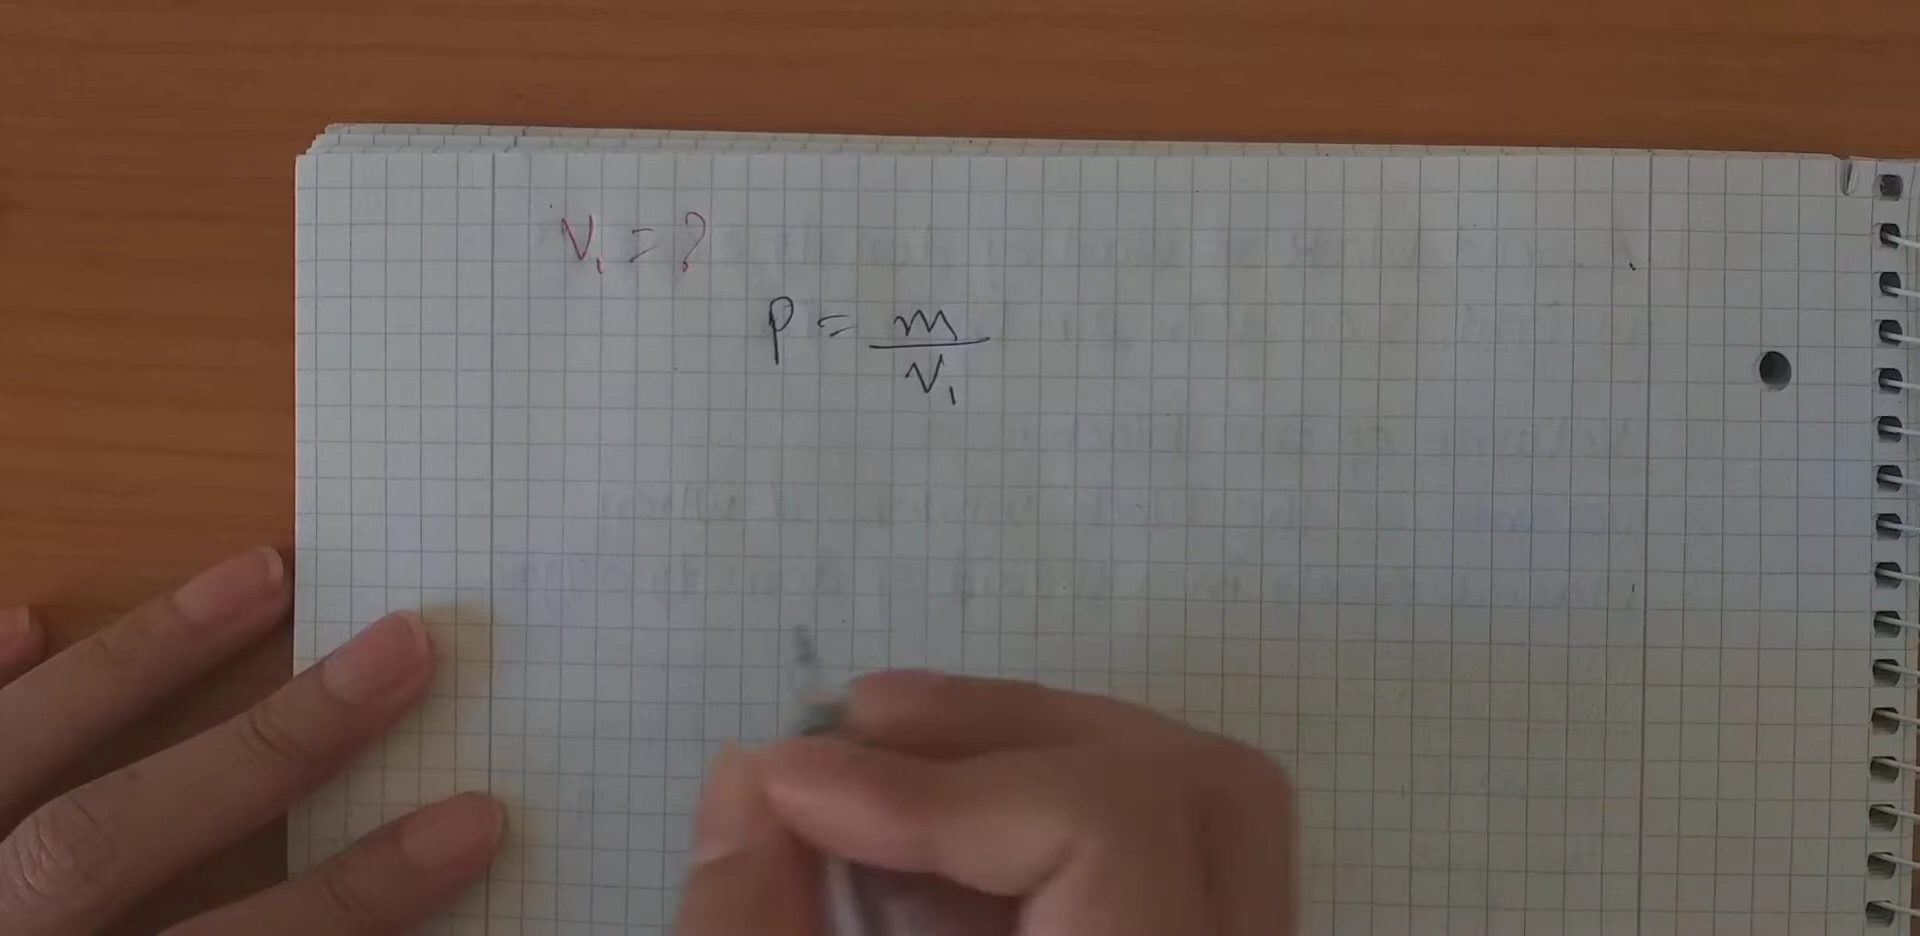 V₁ = ?
ρ = m / V₁